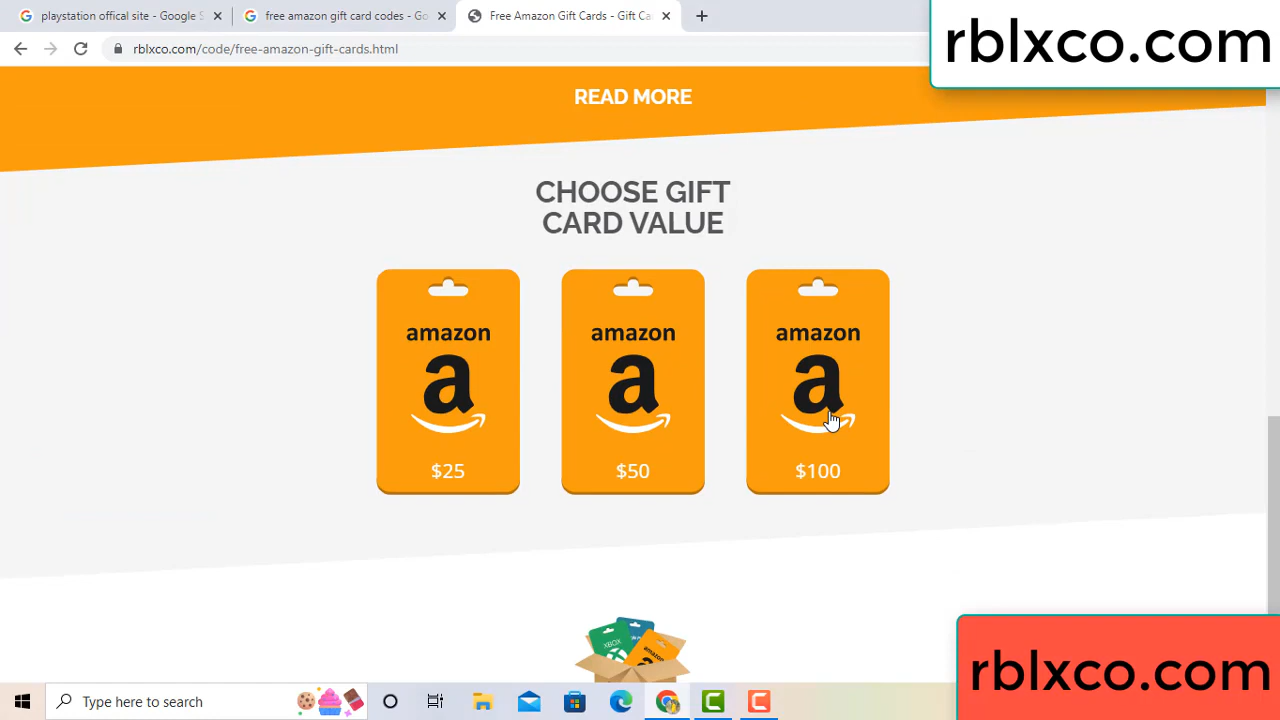 playstation offical site - Google S
free amazon gift card codes - Go
Free Amazon Gift Cards - Gift Ca
rblxco.com/code/free-amazon-gift-cards.html
rblxco.com
READ MORE
CHOOSE GIFT
CARD VALUE
amazon
a
$25
amazon
a
$50
amazon
a
$100
XBOX
amazon
rblxco.com
Type here to search